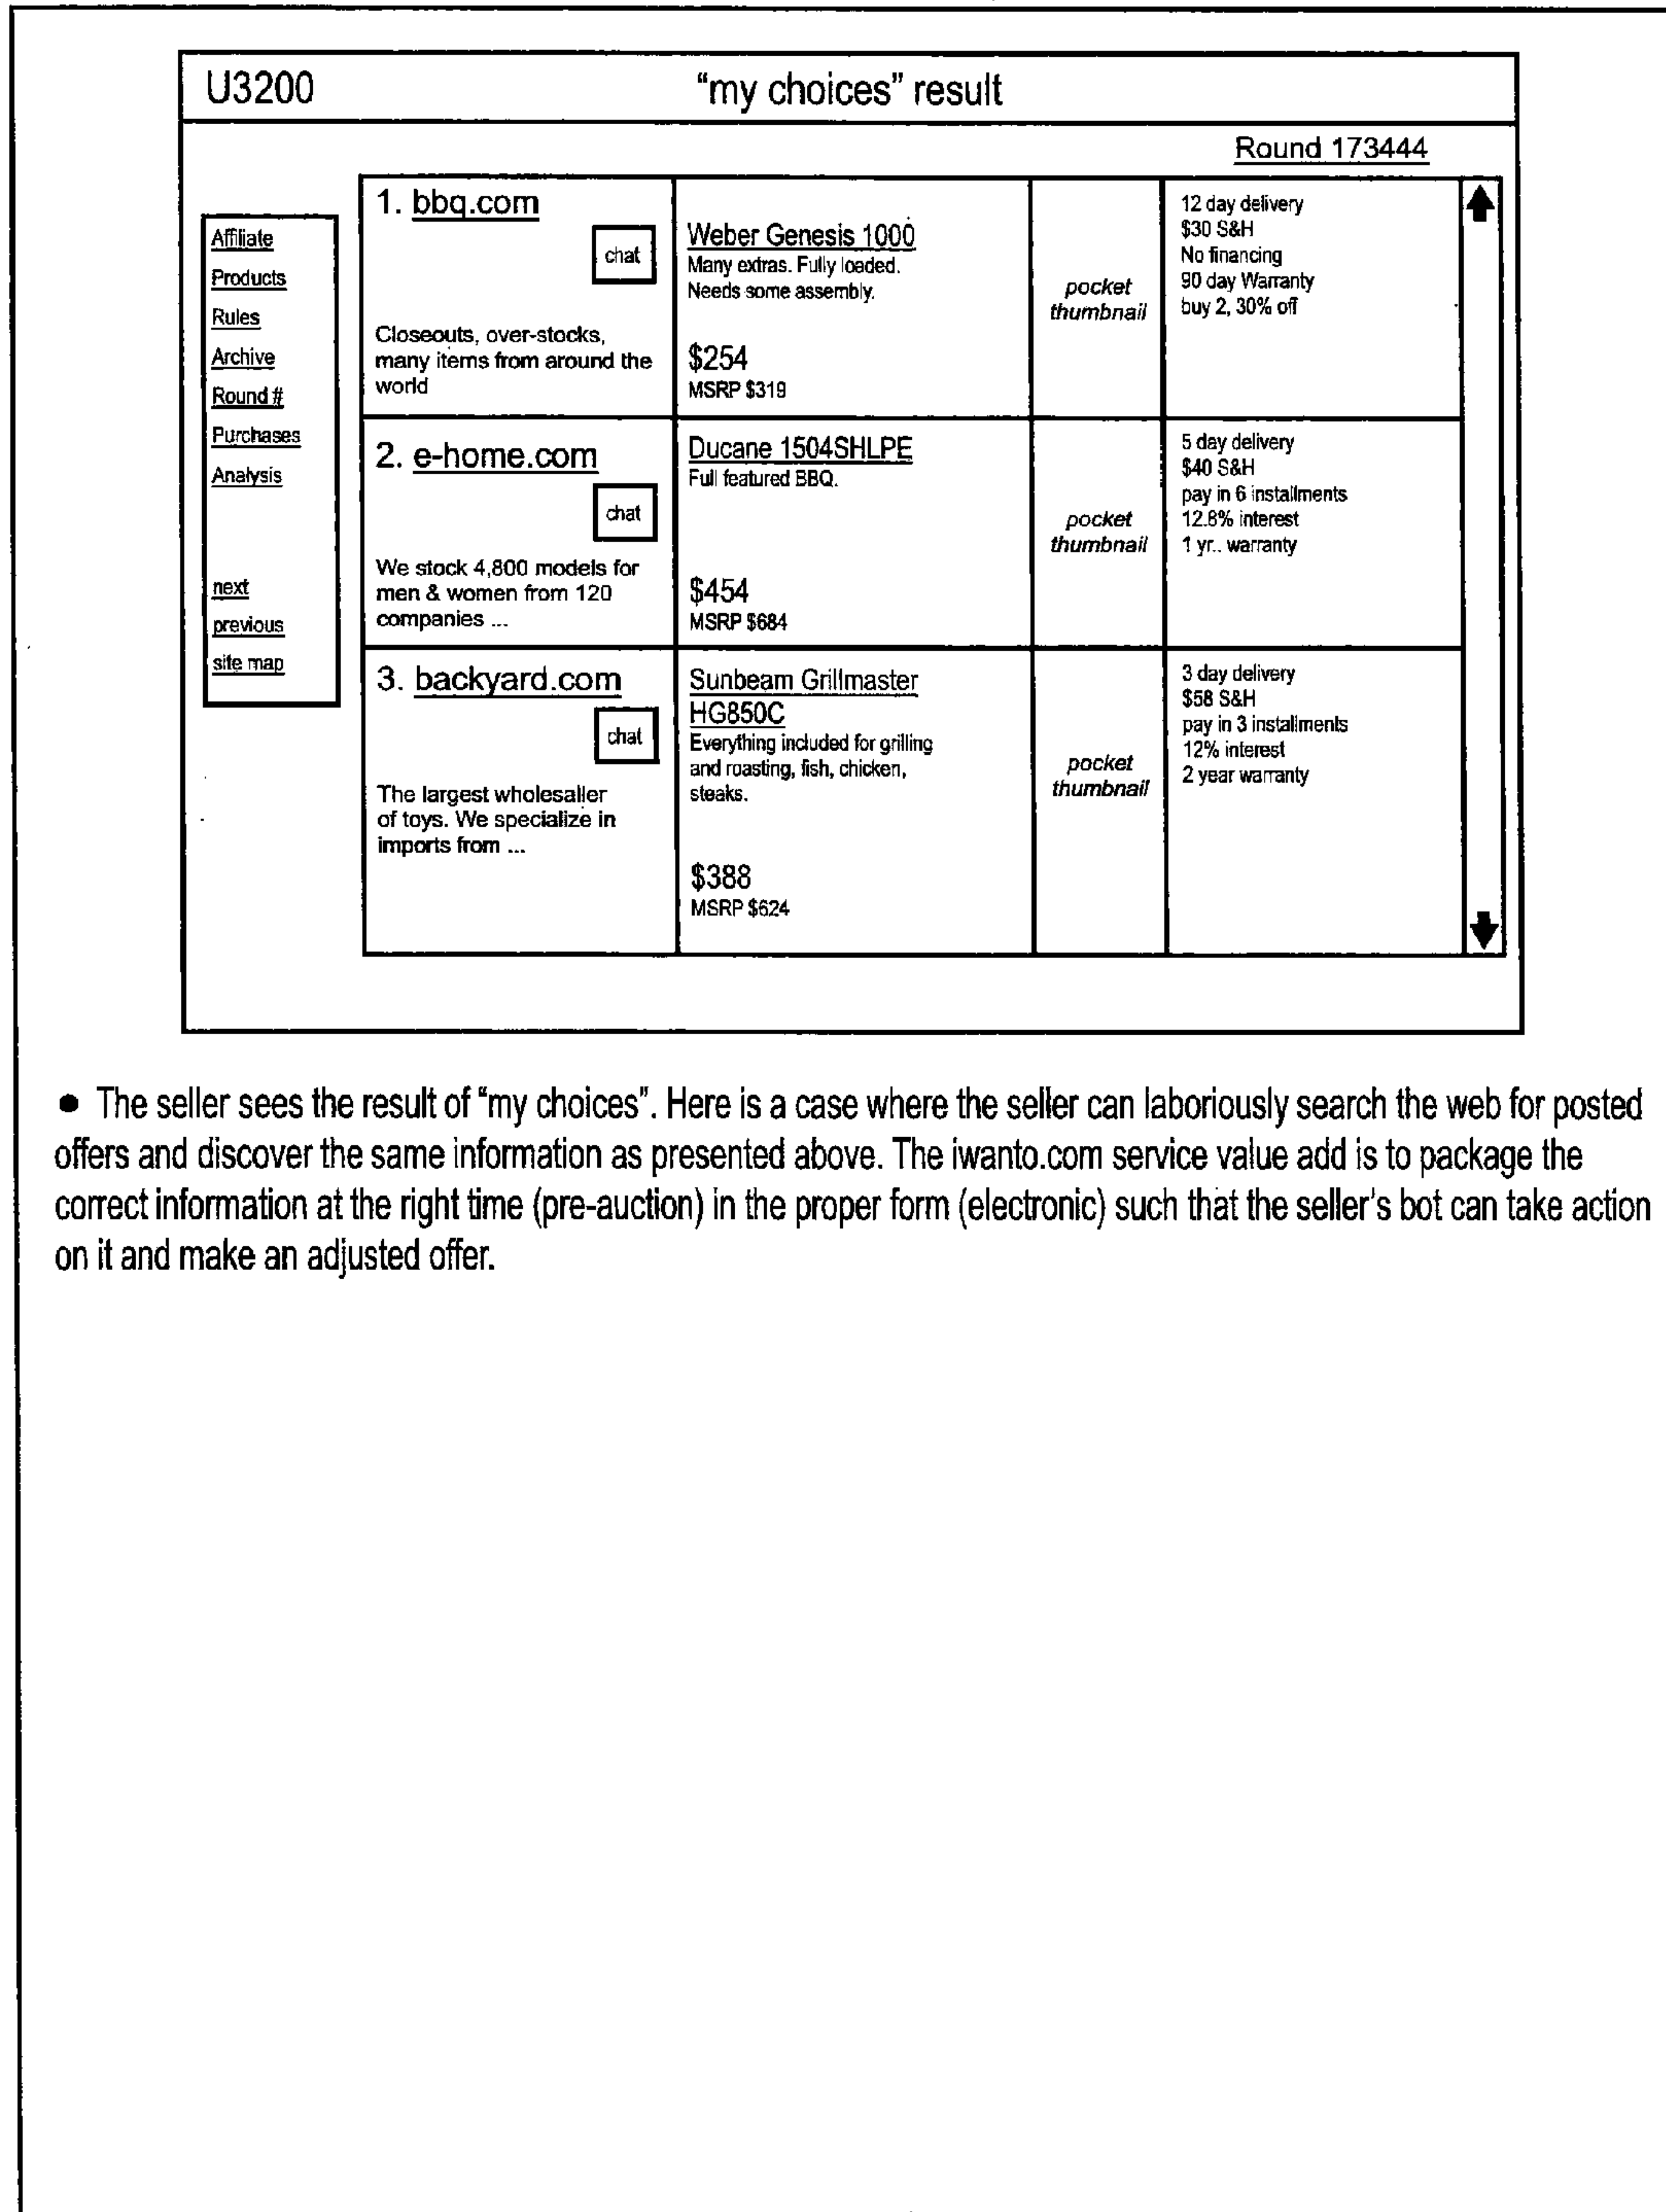 U3200
"my choices" result
Round 173444
Affiliate
Products
Rules
Archive
Round #
Purchases
Analysis
next
previous
site map
1. bbq.com
chat
Closeouts, over-stocks,
many items from around the
world
Weber Genesis 1000
Many extras. Fully loaded.
Needs some assembly.
$254
MSRP $319
pocket
thumbnail
12 day delivery
$30 S&H
No financing
90 day Warranty
buy 2, 30% off
2. e-home.com
chat
We stock 4,800 models for
men & women from 120
companies ...
Ducane 1504SHLPE
Full featured BBQ.
$454
MSRP $684
pocket
thumbnail
5 day delivery
$40 S&H
pay in 6 installments
12.8% interest
1 yr.. warranty
3. backyard.com
chat
The largest wholesaller
of toys. We specialize in
imports from ...
Sunbeam Grillmaster
HG850C
Everything included for grilling
and roasting, fish, chicken,
steaks.
$388
MSRP $624
pocket
thumbnail
3 day delivery
$58 S&H
pay in 3 installments
12% interest
2 year warranty
● The seller sees the result of "my choices". Here is a case where the seller can laboriously search the web for posted
offers and discover the same information as presented above. The iwanto.com service value add is to package the
correct information at the right time (pre-auction) in the proper form (electronic) such that the seller's bot can take action
on it and make an adjusted offer.